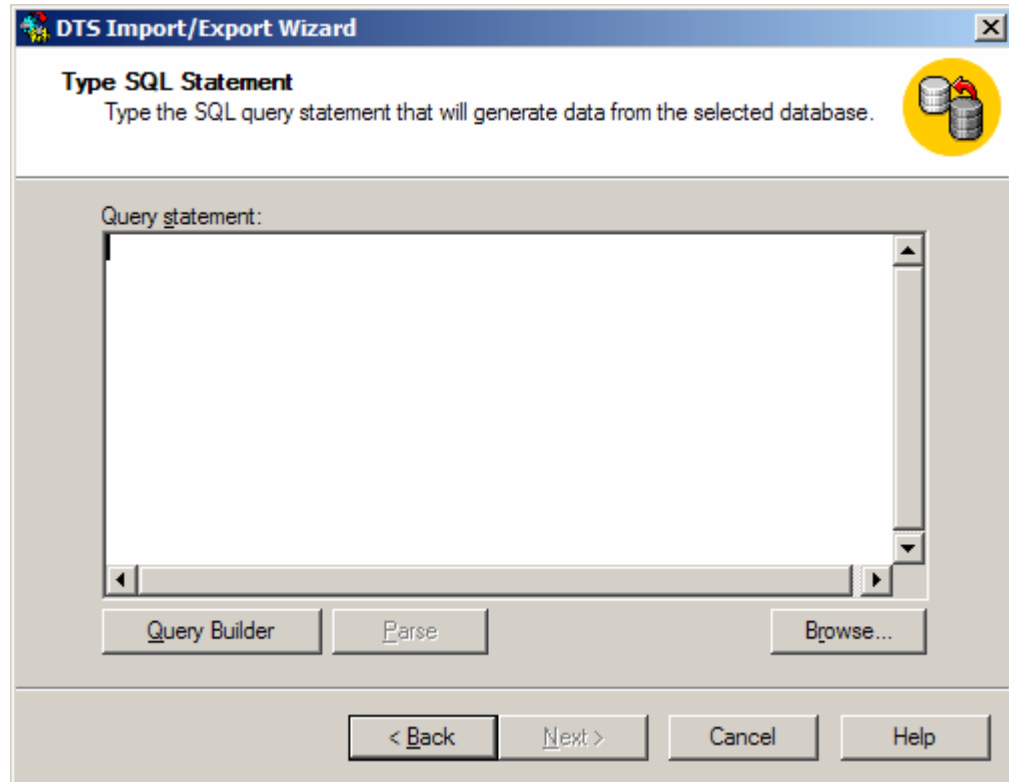 DTS Import/Export Wizard
Type SQL Statement
Type the SQL query statement that will generate data from the selected database.
Query statement:
Query Builder Parse Browse...
< Back Next > Cancel Help